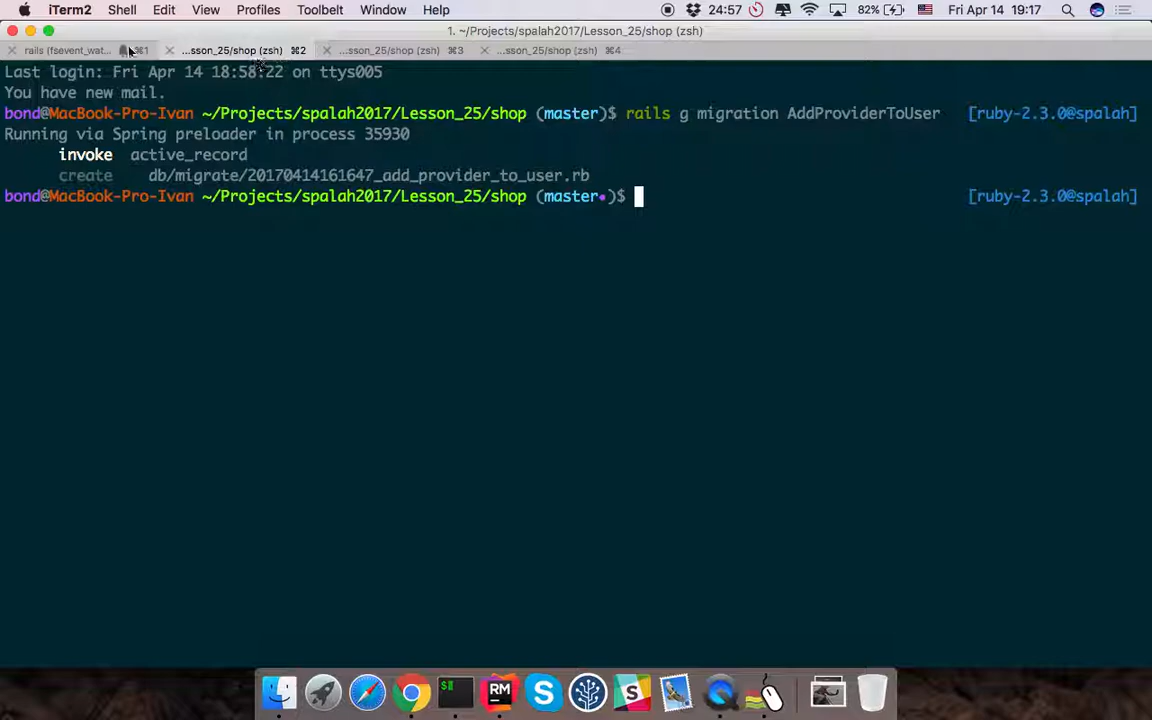 iTerm2 Shell Edit View Profiles Toolbelt Window Help 24:57 82% Fri Apr 14 19:17
1. ~/Projects/spalah2017/Lesson_25/shop (zsh)
rails (fsevent_wat... ⌘1 ...sson_25/shop (zsh) ⌘2 ...sson_25/shop (zsh) ⌘3 ...sson_25/shop (zsh) ⌘4
Last login: Fri Apr 14 18:58:22 on ttys005
You have new mail.
bond@MacBook-Pro-Ivan ~/Projects/spalah2017/Lesson_25/shop (master)$ rails g migration AddProviderToUser [ruby-2.3.0@spalah]
Running via Spring preloader in process 35930
invoke active_record
create db/migrate/20170414161647_add_provider_to_user.rb
bond@MacBook-Pro-Ivan ~/Projects/spalah2017/Lesson_25/shop (master•)$ [ruby-2.3.0@spalah]
$
RM
S